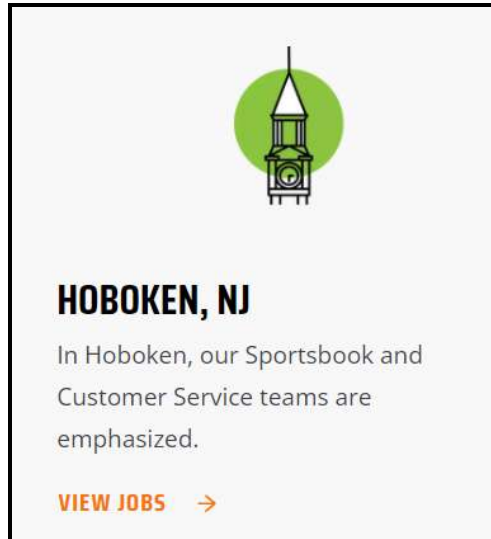 HOBOKEN, NJ
In Hoboken, our Sportsbook and
Customer Service teams are
emphasized.
VIEW JOBS →